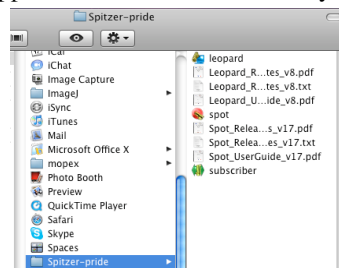 Spitzer-pride
iCal
iChat
Image Capture
ImageJ
iSync
iTunes
Mail
Microsoft Office X
mopex
Photo Booth
Preview
QuickTime Player
Safari
Skype
Spaces
Spitzer-pride
leopard
Leopard_R...tes_v8.pdf
Leopard_R...tes_v8.txt
Leopard_U...ide_v8.pdf
spot
Spot_Relea...s_v17.pdf
Spot_Relea...es_v17.txt
Spot_UserGuide_v17.pdf
subscriber